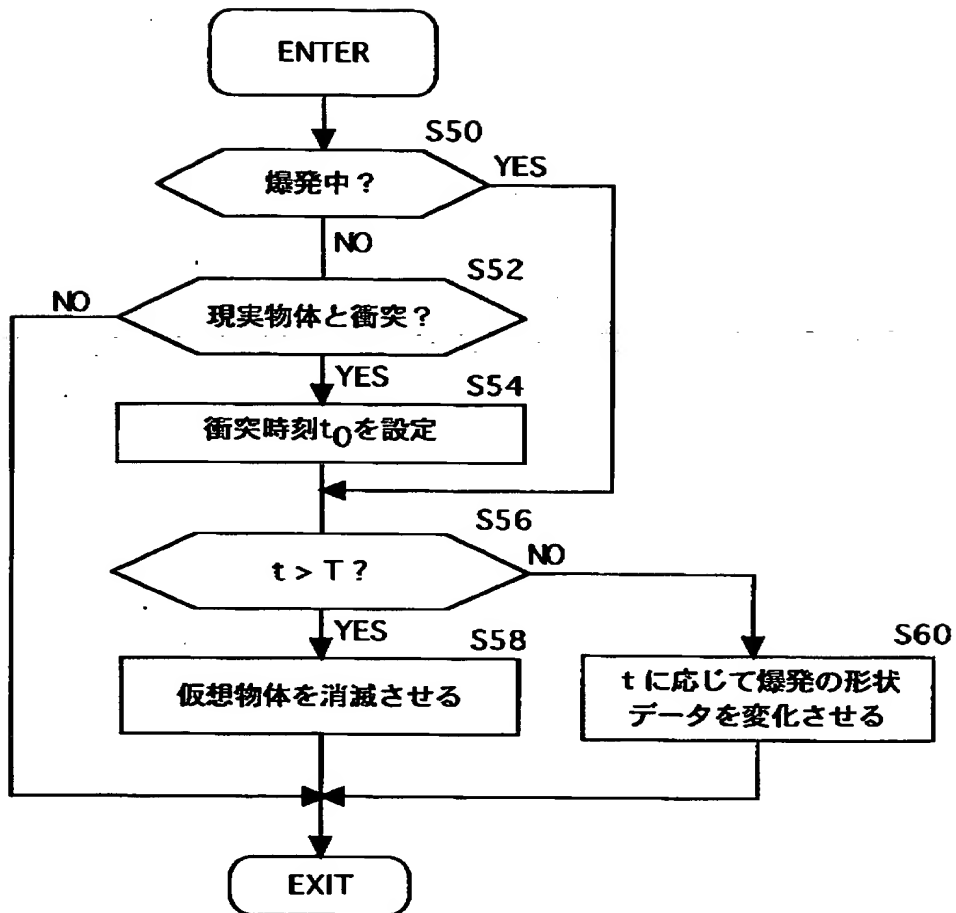 ENTER
S50
爆発中？
YES
NO
S52
NO
現実物体と衝突？
YES
S54
衝突時刻t0を設定
S56
t > T ?
NO
YES
S58
仮想物体を消滅させる
S60
t に応じて爆発の形状
データを変化させる
EXIT